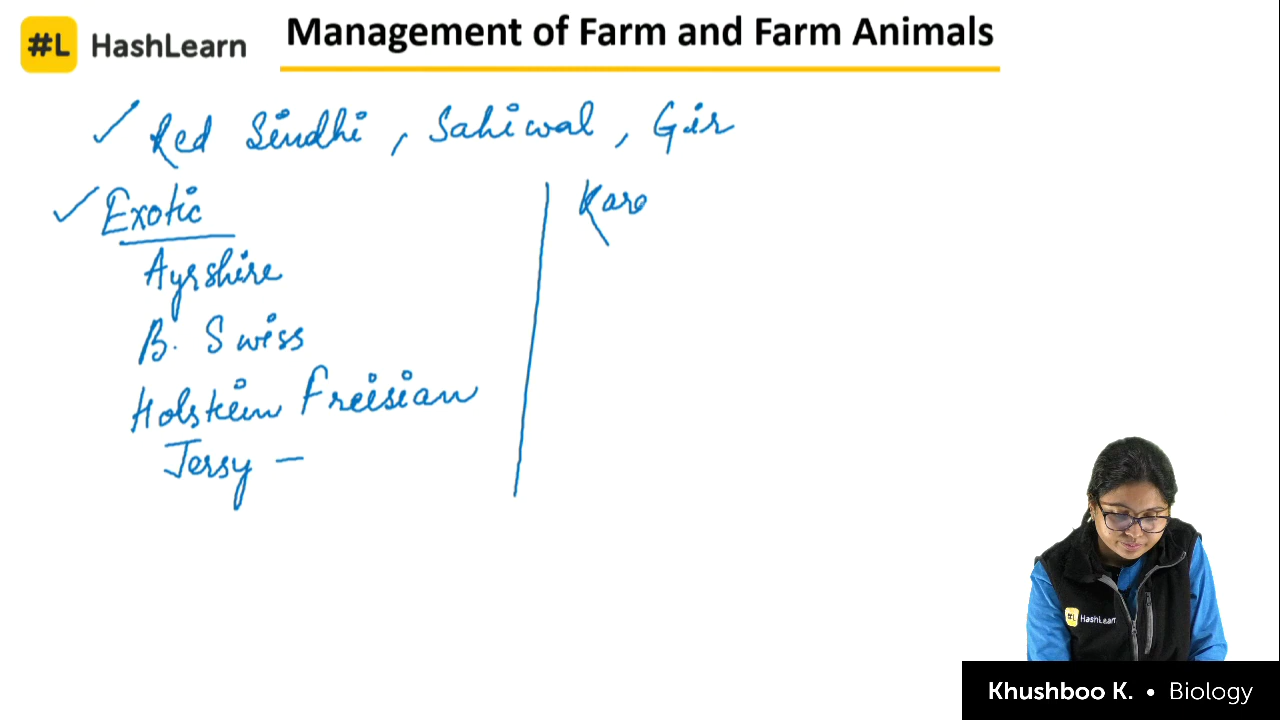 #L HashLearn
Management of Farm and Farm Animals
Red Sindhi, Sahiwal, Gir
Exotic
Ayrshire
B. Swiss
Holstein Freisian
Jersy -
Karo
#L HashLearn
Khushboo K. • Biology